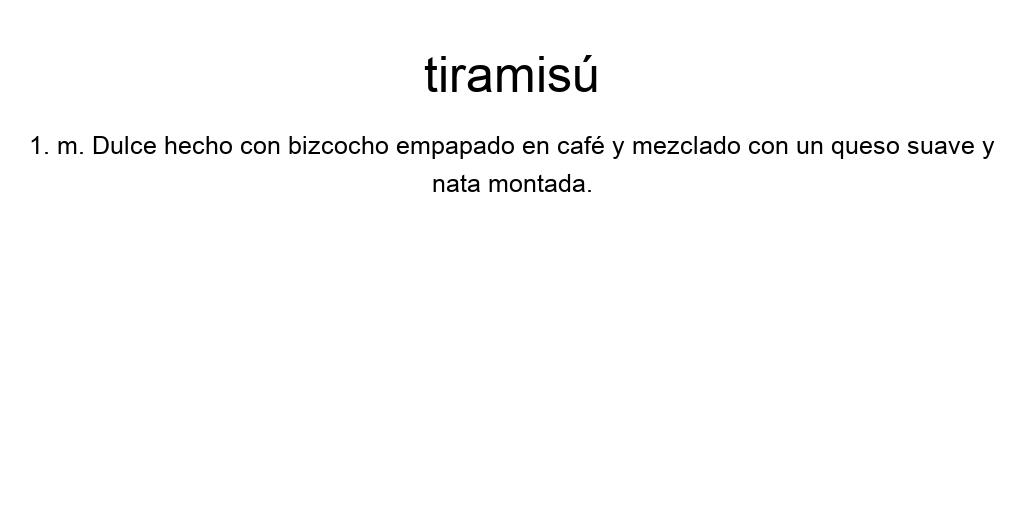 tiramisú
1. m. Dulce hecho con bizcocho empapado en café y mezclado con un queso suave y
nata montada.